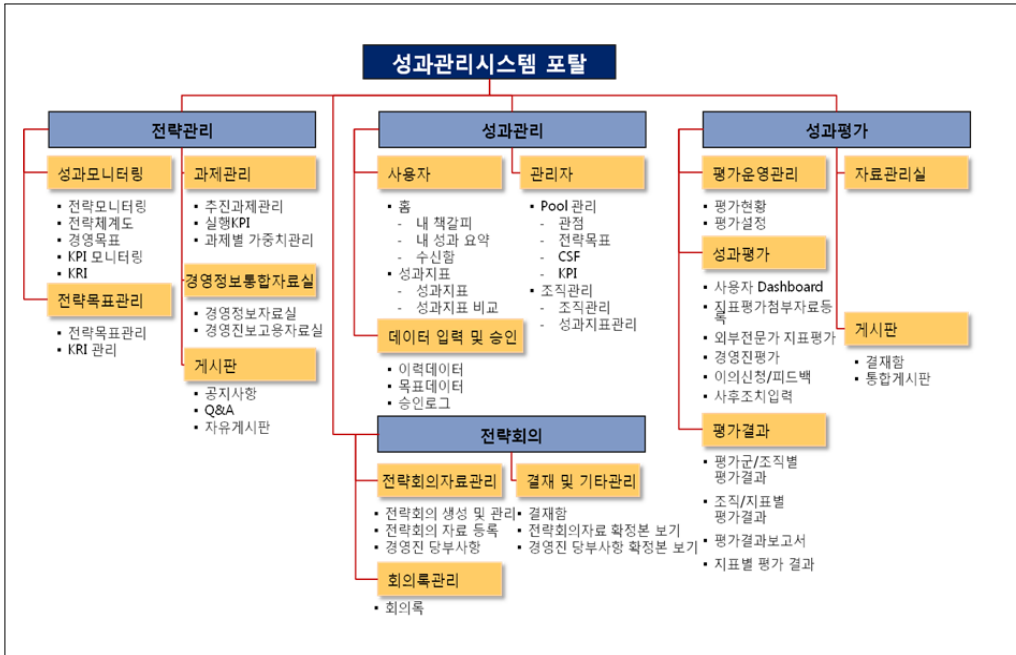 성과관리시스템 포탈
전략관리
성과모니터링
▪ 전략모니터링
▪ 전략체계도
▪ 경영목표
▪ KPI 모니터링
▪ KRI
전략목표관리
▪ 전략목표관리
▪ KRI 관리
과제관리
▪ 추진과제관리
▪ 실행KPI
▪ 과제별 가중치관리
경영정보통합자료실
▪ 경영정보자료실
▪ 경영진보고용자료실
게시판
▪ 공지사항
▪ Q&A
▪ 자유게시판
성과관리
사용자
▪ 홈
- 내 책갈피
- 내 성과 요약
- 수신함
▪ 성과지표
- 성과지표
- 성과지표 비교
데이터 입력 및 승인
▪ 이력데이터
▪ 목표데이터
▪ 승인로그
관리자
▪ Pool 관리
- 관점
- 전략목표
- CSF
- KPI
▪ 조직관리
- 조직관리
- 성과지표관리
전략회의
전략회의자료관리
▪ 전략회의 생성 및 관리
▪ 전략회의 자료 등록
▪ 경영진 당부사항
회의록관리
▪ 회의록
결재 및 기타관리
▪ 결재함
▪ 전략회의자료 확정본 보기
▪ 경영진 당부사항 확정본 보기
성과평가
평가운영관리
▪ 평가현황
▪ 평가설정
성과평가
▪ 사용자 Dashboard
▪ 지표평가첨부자료등
록
▪ 외부전문가 지표평가
▪ 경영진평가
▪ 이의신청/피드백
▪ 사후조치입력
평가결과
▪ 평가군/조직별
평가결과
▪ 조직/지표별
평가결과
▪ 평가결과보고서
▪ 지표별 평가 결과
자료관리실
게시판
▪ 결재함
▪ 통합게시판